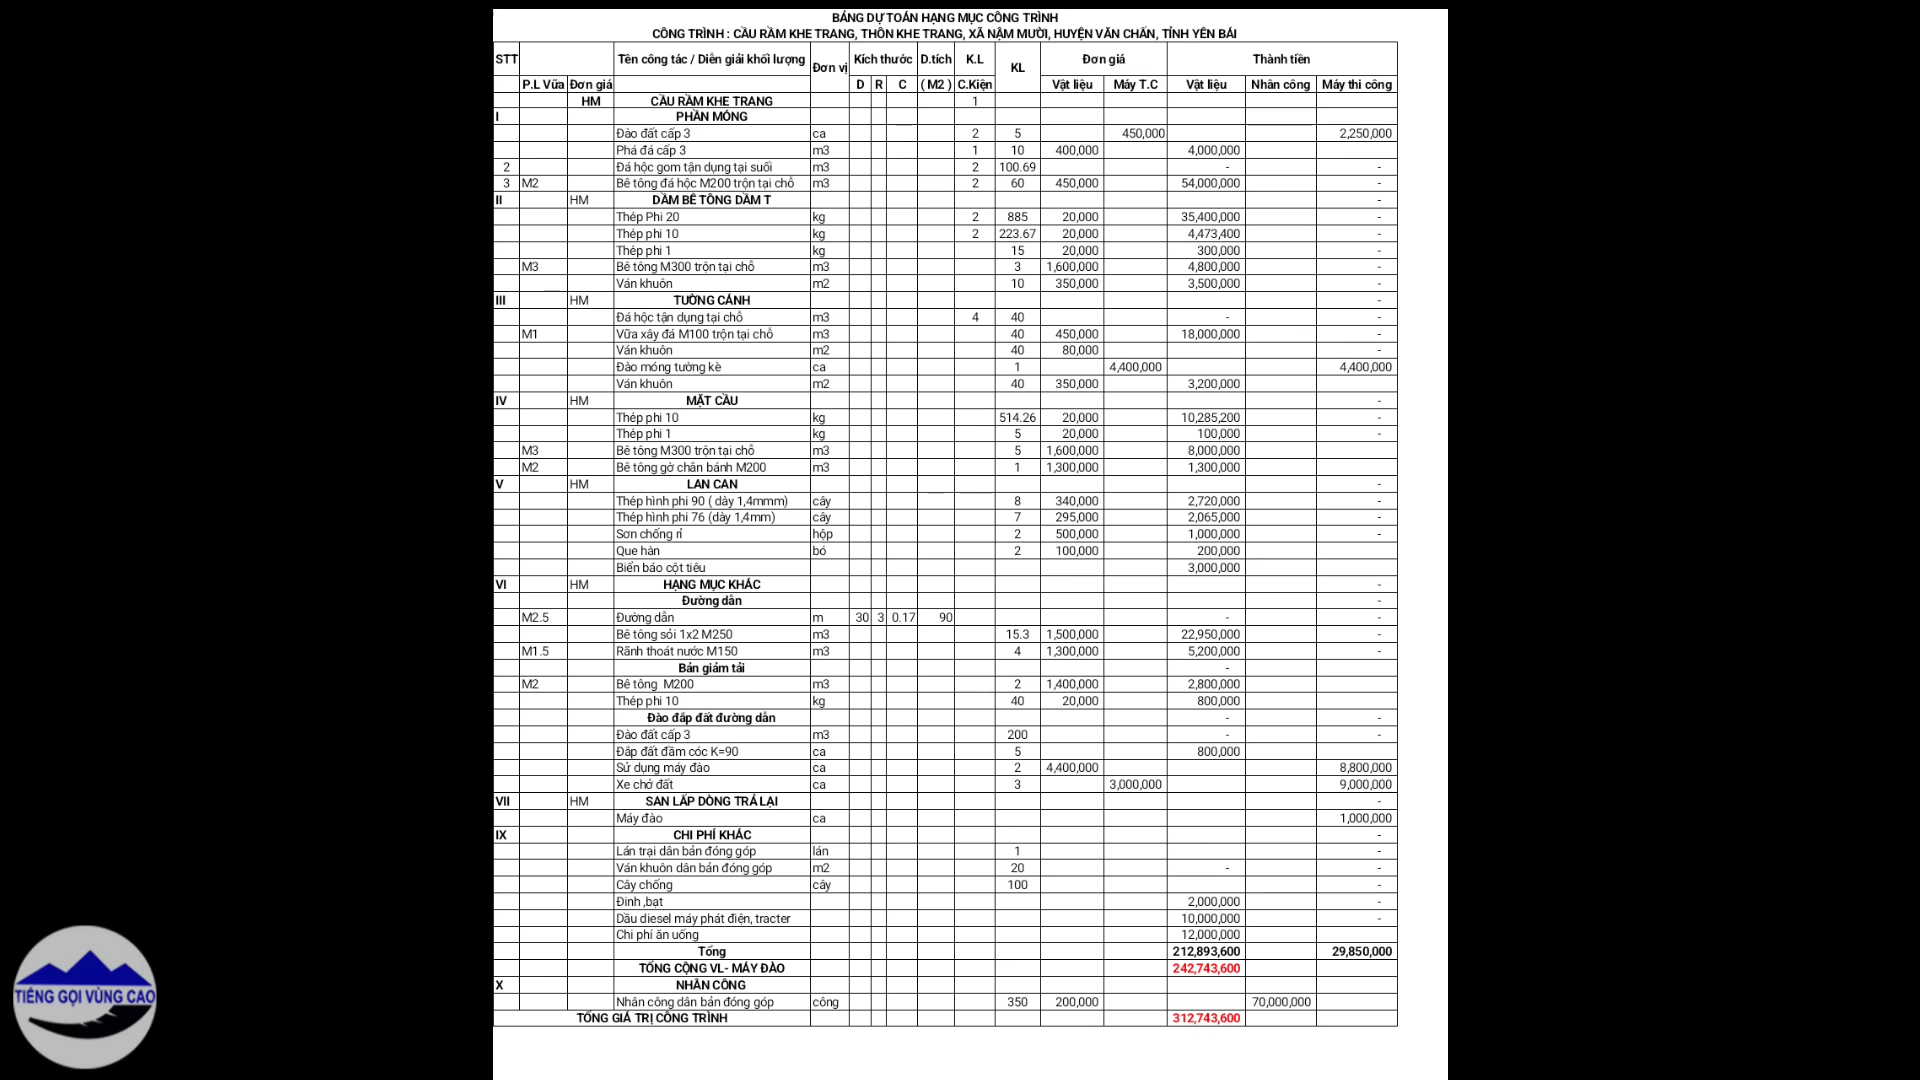 BẢNG DỰ TOÁN HẠNG MỤC CÔNG TRÌNH
CÔNG TRÌNH : CẦU RẦM KHE TRANG, THÔN KHE TRANG, XÃ NẬM MƯỜI, HUYỆN VĂN CHẤN, TỈNH YÊN BÁI
STT Tên công tác / Diễn giải khối lượng Đơn vị Kích thước D.tích K.L KL Đơn giá Thành tiền
P.L Vữa Đơn giá D R C ( M2 ) C.Kiện Vật liệu Máy T.C Vật liệu Nhân công Máy thi công
HM CẦU RẦM KHE TRANG 1
I PHẦN MÓNG
Đào đất cấp 3 ca 2 5 450,000 2,250,000
Phá đá cấp 3 m3 1 10 400,000 4,000,000
2 Đá hộc gom tận dụng tại suối m3 2 100.69 - -
3 M2 Bê tông đá hộc M200 trộn tại chỗ m3 2 60 450,000 54,000,000 -
II HM DẦM BÊ TÔNG DẦM T -
Thép Phi 20 kg 2 885 20,000 35,400,000 -
Thép phi 10 kg 2 223.67 20,000 4,473,400 -
Thép phi 1 kg 15 20,000 300,000 -
M3 Bê tông M300 trộn tại chỗ m3 3 1,600,000 4,800,000 -
Ván khuôn m2 10 350,000 3,500,000 -
III HM TƯỜNG CÁNH -
Đá hộc tận dụng tại chỗ m3 4 40 - -
M1 Vữa xây đá M100 trộn tại chỗ m3 40 450,000 18,000,000 -
Ván khuôn m2 40 80,000 -
Đào móng tường kè ca 1 4,400,000 4,400,000
Ván khuôn m2 40 350,000 3,200,000 -
IV HM MẶT CẦU -
Thép phi 10 kg 514.26 20,000 10,285,200 -
Thép phi 1 kg 5 20,000 100,000 -
M3 Bê tông M300 trộn tại chỗ m3 5 1,600,000 8,000,000
M2 Bê tông gờ chắn bánh M200 m3 1 1,300,000 1,300,000
V HM LAN CAN -
Thép hình phi 90 ( dày 1,4mmm) cây 8 340,000 2,720,000 -
Thép hình phi 76 (dày 1,4mm) cây 7 295,000 2,065,000 -
Sơn chống rỉ hộp 2 500,000 1,000,000 -
Que hàn bó 2 100,000 200,000
Biển báo cột tiêu 3,000,000
VI HM HẠNG MỤC KHÁC -
Đường dẫn -
M2.5 Đường dẫn m 30 3 0.17 90 - -
Bê tông sỏi 1x2 M250 m3 15.3 1,500,000 22,950,000 -
M1.5 Rãnh thoát nước M150 m3 4 1,300,000 5,200,000 -
Bản giảm tải -
M2 Bê tông  M200 m3 2 1,400,000 2,800,000
Thép phi 10 kg 40 20,000 800,000
Đào đắp đất đường dẫn - -
Đào đất cấp 3 m3 200 - -
Đắp đất đầm cóc K=90 ca 5 800,000
Sử dụng máy đào ca 2 4,400,000 8,800,000
Xe chở đất ca 3 3,000,000 9,000,000
VII HM SAN LẤP DÒNG TRẢ LẠI -
Máy đào ca 1,000,000
IX CHI PHÍ KHÁC -
Lán trại dân bản đóng góp lán 1 -
Ván khuôn dân bản đóng góp m2 20 - -
Cây chống cây 100 -
Đinh ,bạt 2,000,000 -
Dầu diesel máy phát điện, tracter 10,000,000 -
Chi phí ăn uống 12,000,000
Tổng 212,893,600 29,850,000
TỔNG CỘNG VL- MÁY ĐÀO 242,743,600
X NHÂN CÔNG
Nhân công dân bản đóng góp công 350 200,000 70,000,000
TỔNG GIÁ TRỊ CÔNG TRÌNH 312,743,600
TIẾNG GỌI VÙNG CAO